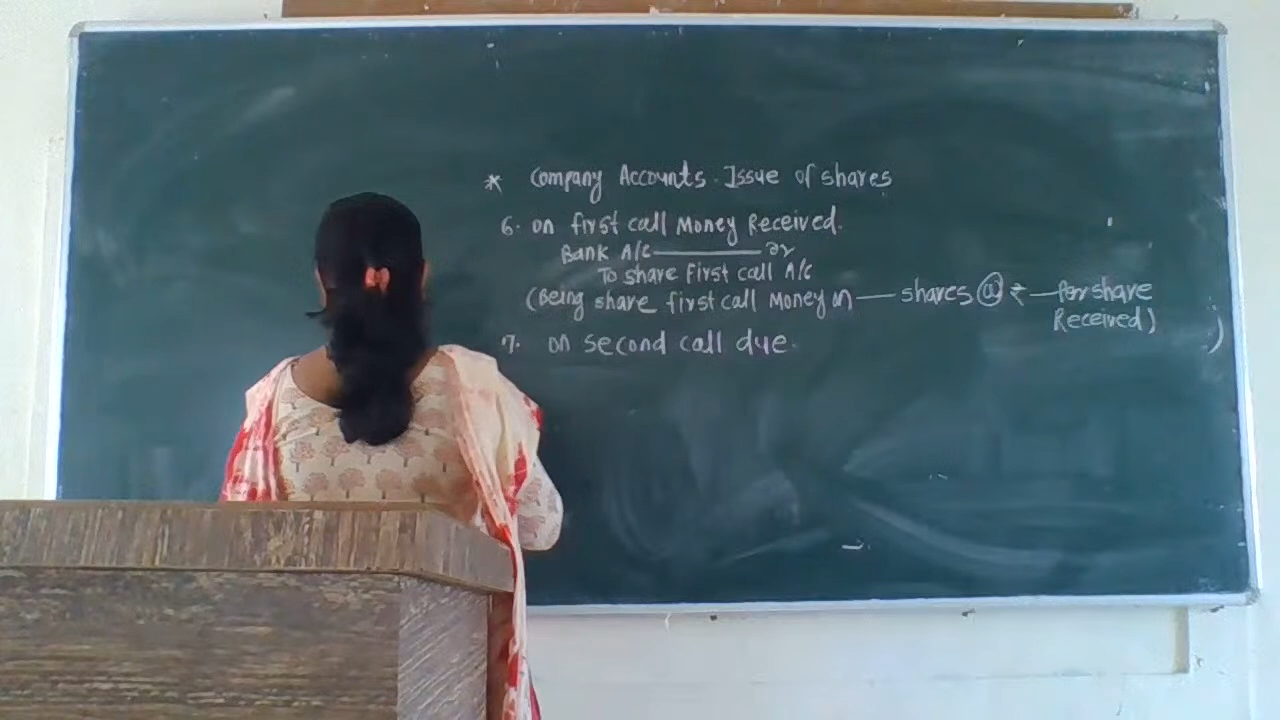 * Company Accounts. Issue of shares
6. on first call Money Received.
Bank A/c ———— Dr
To share First call A/c
(Being share first call Money on —— shares @ ₹ — Per share
Received)
7. on second call due.